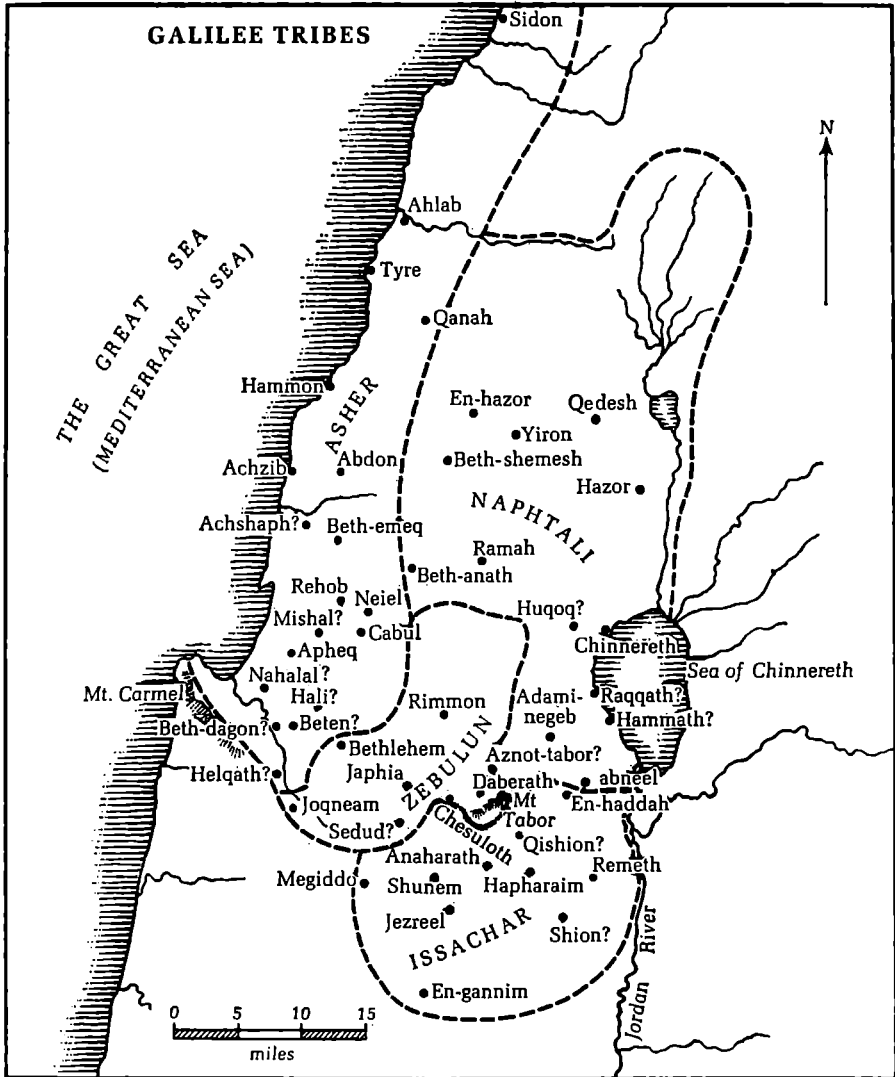 GALILEE TRIBES
Sidon
N
Ahlab
THE GREAT SEA
(MEDITERRANEAN SEA)
Tyre
Qanah
Hammon
ASHER
En-hazor
Qedesh
Yiron
Achzib
Abdon
Beth-shemesh
Hazor
NAPHTALI
Achshaph?
Beth-emeq
Ramah
Beth-anath
Rehob
Neiel
Huqoq?
Mishal?
Cabul
Chinnereth
Apheq
Sea of Chinnereth
Nahalal?
Mt. Carmel
Hali?
Rimmon
Adami-
negeb
Raqqath?
Hammath?
Beth-dagon?
Beten?
ZEBULUN
Bethlehem
Aznot-tabor?
Helqath?
Japhia
Daberath
abneel
Joqneam
Mt
Tabor
En-haddah
Sedud?
Chesuloth
Qishion?
Anaharath
Remeth
Megiddo
Shunem
Hapharaim
Jezreel
ISSACHAR
Shion?
En-gannim
Jordan River
0 5 10 15
miles